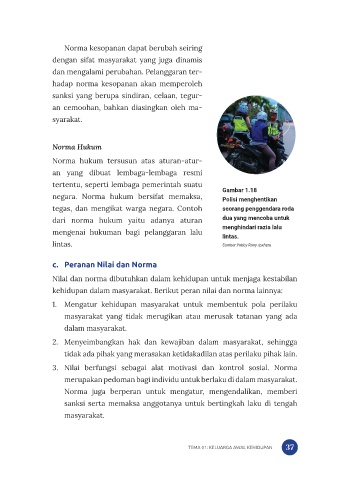 Norma kesopanan dapat berubah seiring
dengan sifat masyarakat yang juga dinamis
dan mengalami perubahan. Pelanggaran ter-
hadap norma kesopanan akan memperoleh
sanksi yang berupa sindiran, celaan, tegur-
an cemoohan, bahkan diasingkan oleh ma-
syarakat.
Norma Hukum
Norma hukum tersusun atas aturan-atur-
an yang dibuat lembaga-lembaga resmi
tertentu, seperti lembaga pemerintah suatu
negara. Norma hukum bersifat memaksa,
tegas, dan mengikat warga negara. Contoh
dari norma hukum yaitu adanya aturan
mengenai hukuman bagi pelanggaran lalu
lintas.
Gambar 1.18
Polisi menghentikan
seorang pengendara roda
dua yang mencoba untuk
menghindari razia lalu
lintas.
Sumber:
c. Peranan Nilai dan Norma
Nilai dan norma dibutuhkan dalam kehidupan untuk menjaga kestabilan
kehidupan dalam masyarakat. Berikut peran nilai dan norma lainnya:
1. Mengatur kehidupan masyarakat untuk membentuk pola perilaku
masyarakat yang tidak merugikan atau merusak tatanan yang ada
dalam masyarakat.
2. Menyeimbangkan hak dan kewajiban dalam masyarakat, sehingga
tidak ada pihak yang merasakan ketidakadilan atas perilaku pihak lain.
3. Nilai berfungsi sebagai alat motivasi dan kontrol sosial. Norma
merupakan pedoman bagi individu untuk berlaku di dalam masyarakat.
Norma juga berperan untuk mengatur, mengendalikan, memberi
sanksi serta memaksa anggotanya untuk bertingkah laku di tengah
masyarakat.
TEMA 01: KELUARGA AWAL KEHIDUPAN 37